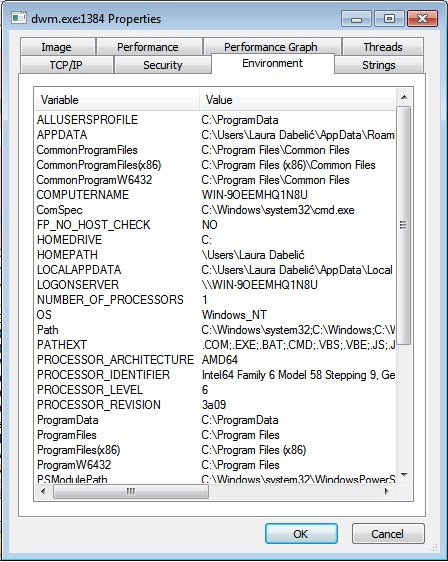 dwm.exe:1384 Properties
Image Performance Performance Graph Threads
TCP/IP Security Environment Strings
Variable Value
ALLUSERSPROFILE C:\ProgramData
APPDATA C:\Users\Laura Dabelić\AppData\Roam
CommonProgramFiles C:\Program Files\Common Files
CommonProgramFiles(x86) C:\Program Files (x86)\Common Files
CommonProgramW6432 C:\Program Files\Common Files
COMPUTERNAME WIN-9OEEMHQ1N8U
ComSpec C:\Windows\system32\cmd.exe
FP_NO_HOST_CHECK NO
HOMEDRIVE C:
HOMEPATH \Users\Laura Dabelić
LOCALAPPDATA C:\Users\Laura Dabelić\AppData\Local
LOGONSERVER \\WIN-9OEEMHQ1N8U
NUMBER_OF_PROCESSORS 1
OS Windows_NT
Path C:\Windows\system32;C:\Windows;C:\W
PATHEXT .COM;.EXE;.BAT;.CMD;.VBS;.VBE;.JS;.J
PROCESSOR_ARCHITECTURE AMD64
PROCESSOR_IDENTIFIER Intel64 Family 6 Model 58 Stepping 9, Ge
PROCESSOR_LEVEL 6
PROCESSOR_REVISION 3a09
ProgramData C:\ProgramData
ProgramFiles C:\Program Files
ProgramFiles(x86) C:\Program Files (x86)
ProgramW6432 C:\Program Files
PSModulePath C:\Windows\system32\WindowsPowerS
OK Cancel